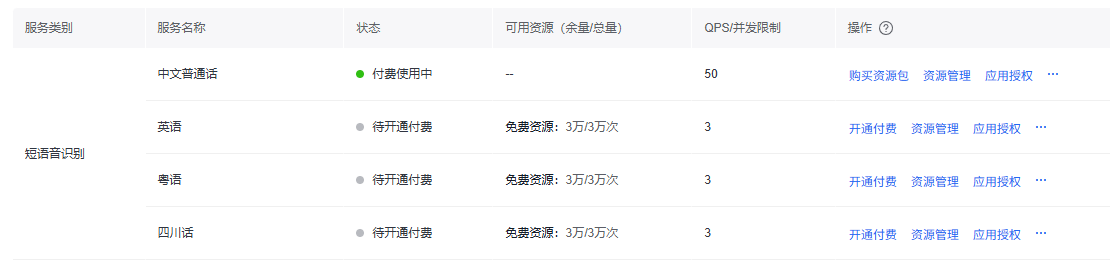 服务类别 服务名称 状态 可用资源（余量/总量） QPS/并发限制 操作 ?
中文普通话 付费使用中 -- 50 购买资源包 资源管理 应用授权 ···
英语 待开通付费 免费资源：3万/3万次 3 开通付费 资源管理 应用授权 ···
短语音识别
粤语 待开通付费 免费资源：3万/3万次 3 开通付费 资源管理 应用授权 ···
四川话 待开通付费 免费资源：3万/3万次 3 开通付费 资源管理 应用授权 ···